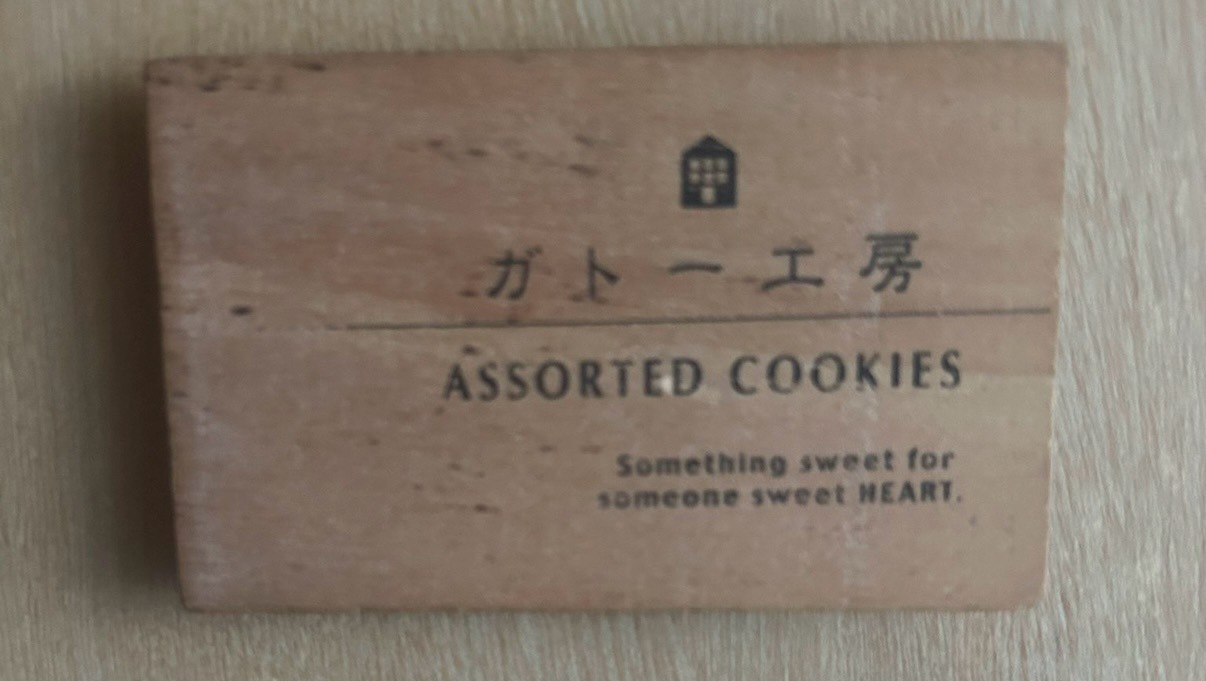 ガトー工房
ASSORTED COOKIES
Something sweet for
someone sweet HEART.